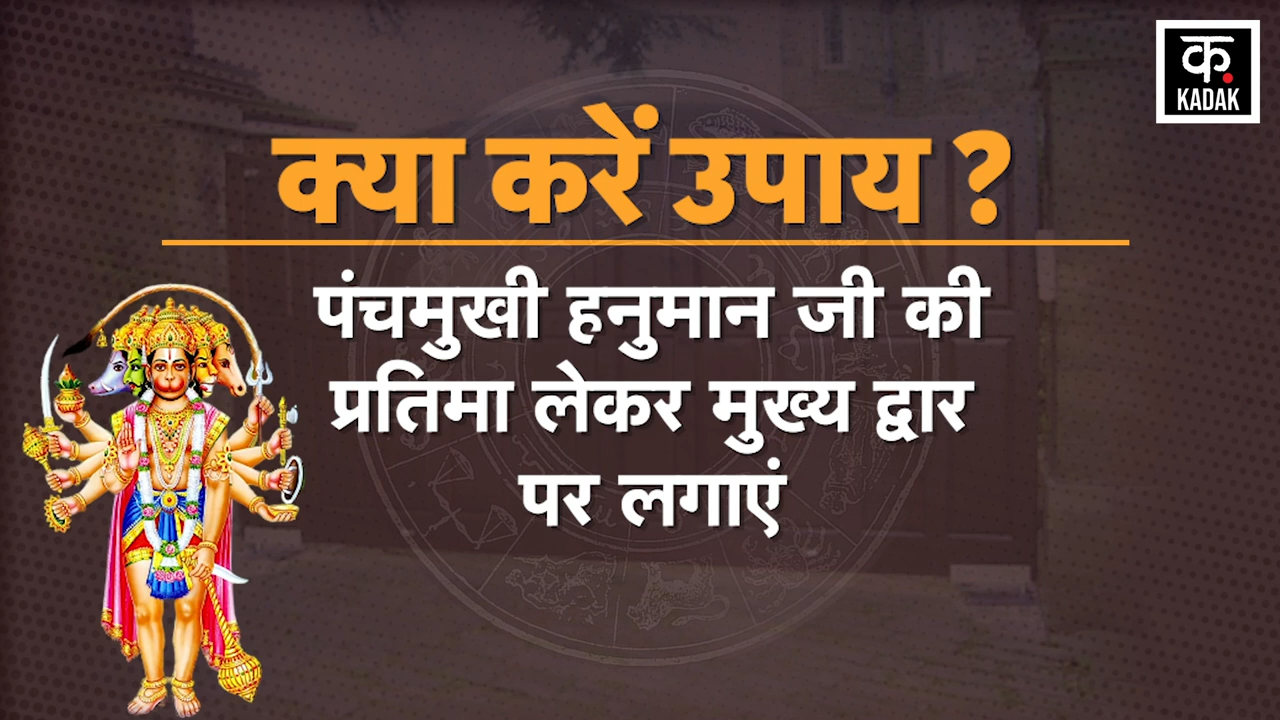 क.
KADAK
क्या करें उपाय ?
पंचमुखी हनुमान जी की
प्रतिमा लेकर मुख्य द्वार
पर लगाएं